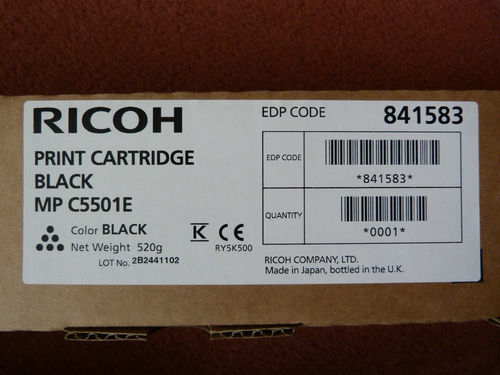 RICOH
PRINT CARTRIDGE
BLACK
MP C5501E
Color BLACK
Net Weight 520g
LOT No. 2B2441102
K CE
RY5K500
EDP CODE 841583
EDP CODE
*841583*
QUANTITY
*0001*
RICOH COMPANY, LTD.
Made in Japan, bottled in the U.K.